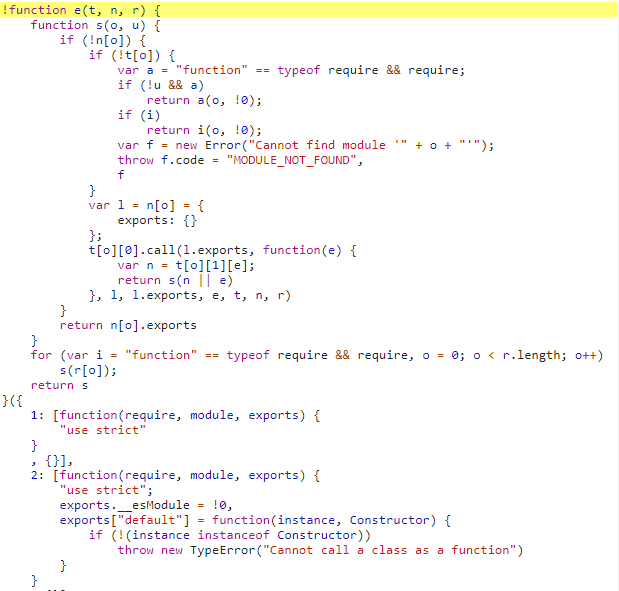 !function e(t, n, r) {
    function s(o, u) {
        if (!n[o]) {
            if (!t[o]) {
                var a = "function" == typeof require && require;
                if (!u && a)
                    return a(o, !0);
                if (i)
                    return i(o, !0);
                var f = new Error("Cannot find module '" + o + "'");
                throw f.code = "MODULE_NOT_FOUND",
                f
            }
            var l = n[o] = {
                exports: {}
            };
            t[o][0].call(l.exports, function(e) {
                var n = t[o][1][e];
                return s(n || e)
            }, l, l.exports, e, t, n, r)
        }
        return n[o].exports
    }
    for (var i = "function" == typeof require && require, o = 0; o < r.length; o++)
        s(r[o]);
    return s
}({
    1: [function(require, module, exports) {
        "use strict"
    }
    , {}],
    2: [function(require, module, exports) {
        "use strict";
        exports.__esModule = !0,
        exports["default"] = function(instance, Constructor) {
            if (!(instance instanceof Constructor))
                throw new TypeError("Cannot call a class as a function")
        }
    }